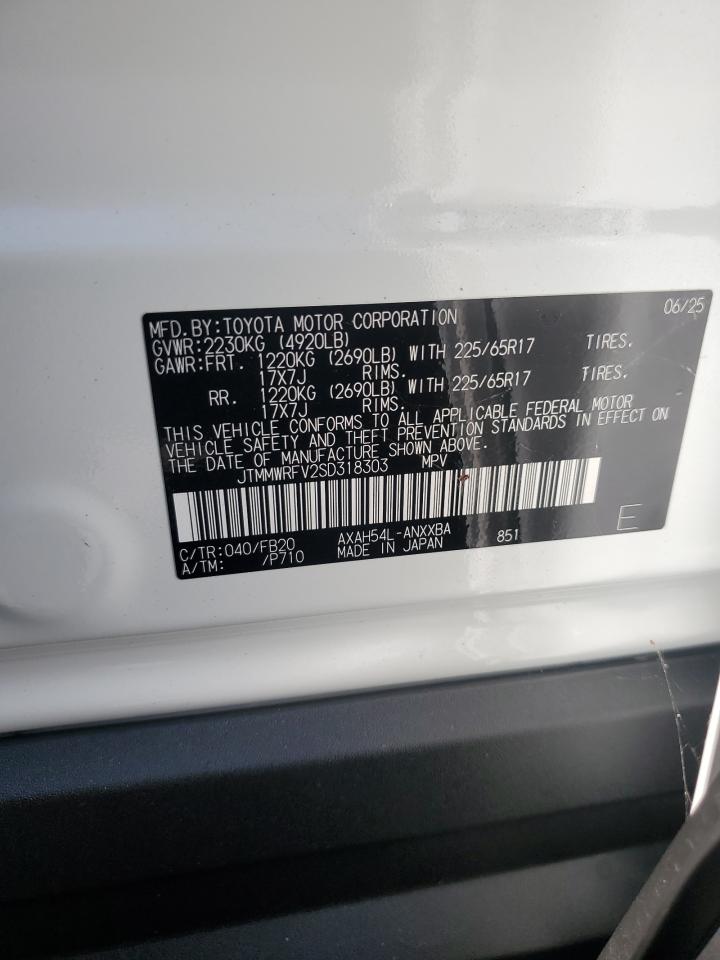 06/25
MFD.BY:TOYOTA MOTOR CORPORATION
GVWR:2230KG (4920LB)
GAWR:FRT. 1220KG (2690LB) WITH 225/65R17 TIRES.
17X7J RIMS.
RR. 1220KG (2690LB) WITH 225/65R17 TIRES.
17X7J RIMS.
THIS VEHICLE CONFORMS TO ALL APPLICABLE FEDERAL MOTOR
VEHICLE SAFETY AND THEFT PREVENTION STANDARDS IN EFFECT ON
THE DATE OF MANUFACTURE SHOWN ABOVE.
JTMMWRFV2SD318303 MPV
C/TR:040/FB20 AXAH54L-ANXXBA 851 E
A/TM: /P710 MADE IN JAPAN